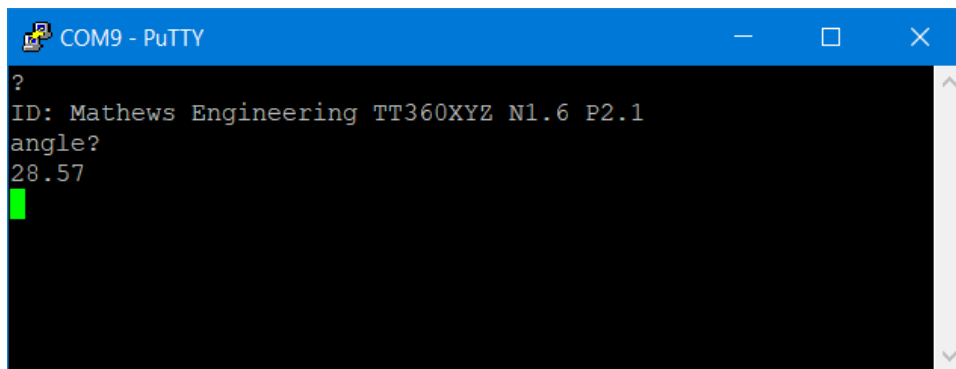 COM9 - PuTTY
?
ID: Mathews Engineering TT360XYZ N1.6 P2.1
angle?
28.57